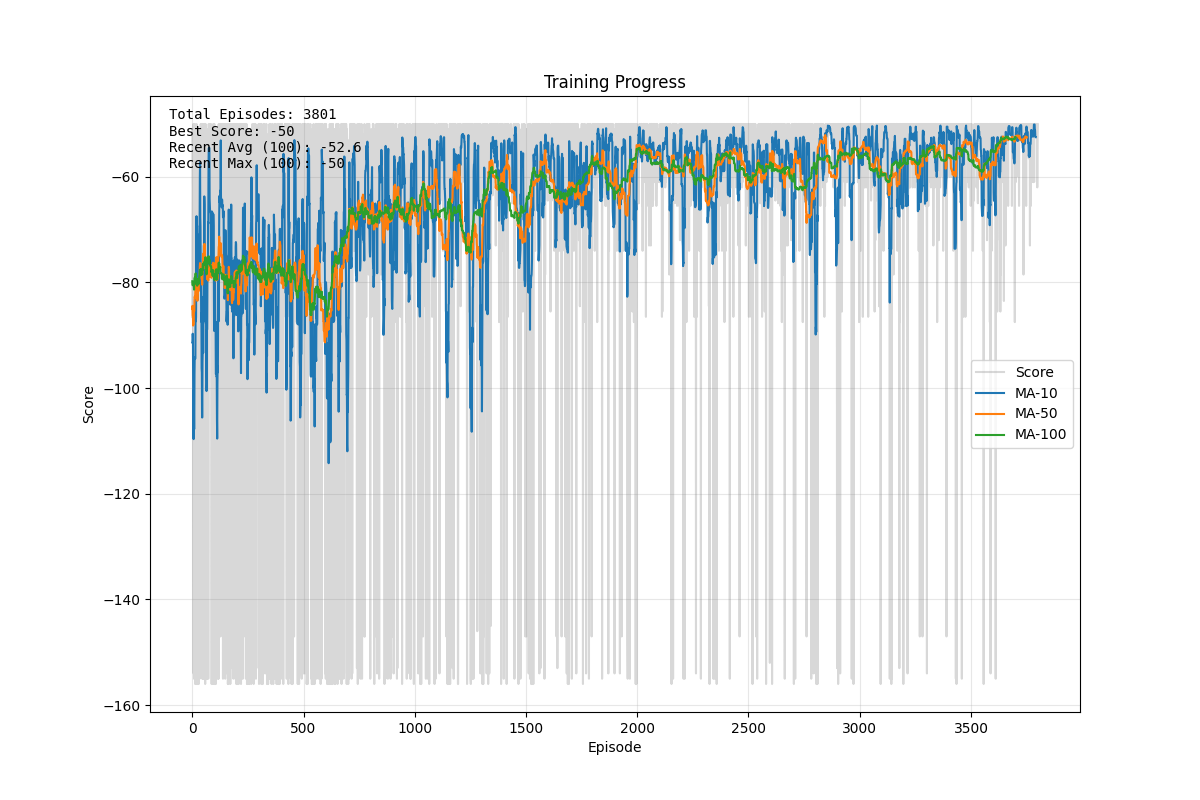 Training Progress
Total Episodes: 3801
Best Score: -50
Recent Avg (100): -52.6
Recent Max (100): -50
Score
−60
−80
−100
−120
−140
−160
Score
MA-10
MA-50
MA-100
0 500 1000 1500 2000 2500 3000 3500
Episode